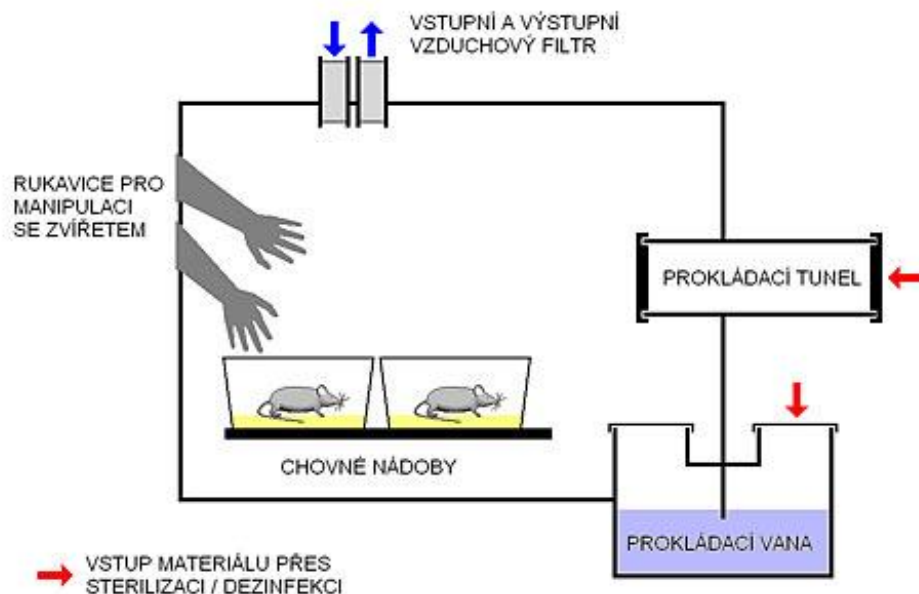 VSTUPNÍ A VÝSTUPNÍ
VZDUCHOVÝ FILTR
RUKAVICE PRO
MANIPULACI
SE ZVÍŘETEM
PROKLÁDACÍ TUNEL
CHOVNÉ NÁDOBY
PROKLÁDACÍ VANA
VSTUP MATERIÁLU PŘES
STERILIZACI / DEZINFEKCI